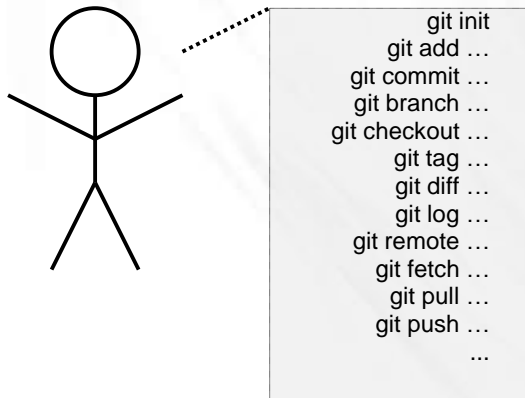 git init
git add …
git commit …
git branch …
git checkout …
git tag …
git diff …
git log …
git remote …
git fetch …
git pull …
git push …
...